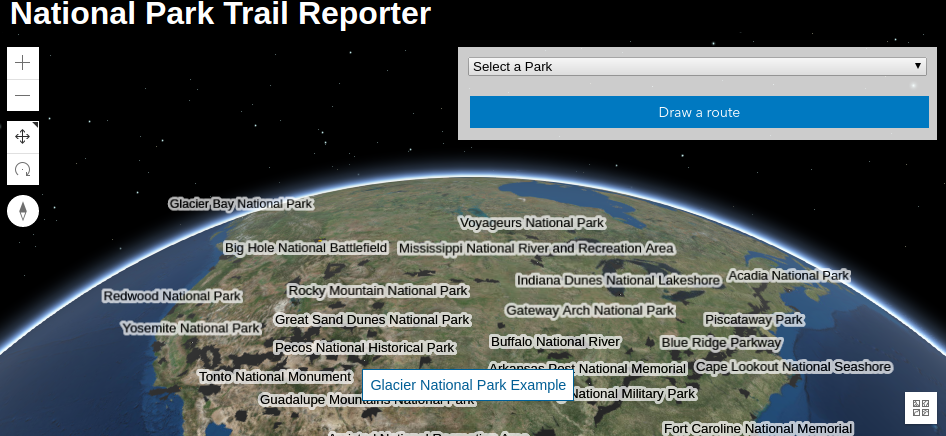 National Park Trail Reporter
Select a Park
Draw a route
Glacier Bay National Park
Voyageurs National Park
Big Hole National Battlefield
Mississippi National River and Recreation Area
Acadia National Park
Indiana Dunes National Lakeshore
Rocky Mountain National Park
Redwood National Park
Gateway Arch National Park
Great Sand Dunes National Park
Piscataway Park
Yosemite National Park
Buffalo National River
Blue Ridge Parkway
Pecos National Historical Park
Arkansas Post National Memorial
Cape Lookout National Seashore
Tonto National Monument
Glacier National Park Example
National Military Park
Guadalupe Mountains National Park
Fort Caroline National Memorial
National Recreation Area